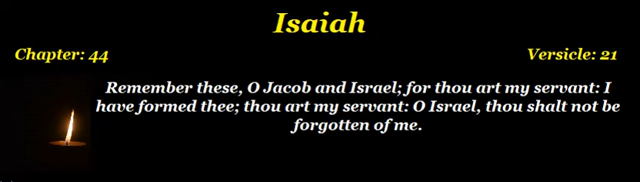 Isaiah
Chapter: 44
Versicle: 21
Remember these, O Jacob and Israel; for thou art my servant: I
have formed thee; thou art my servant: O Israel, thou shalt not be
forgotten of me.